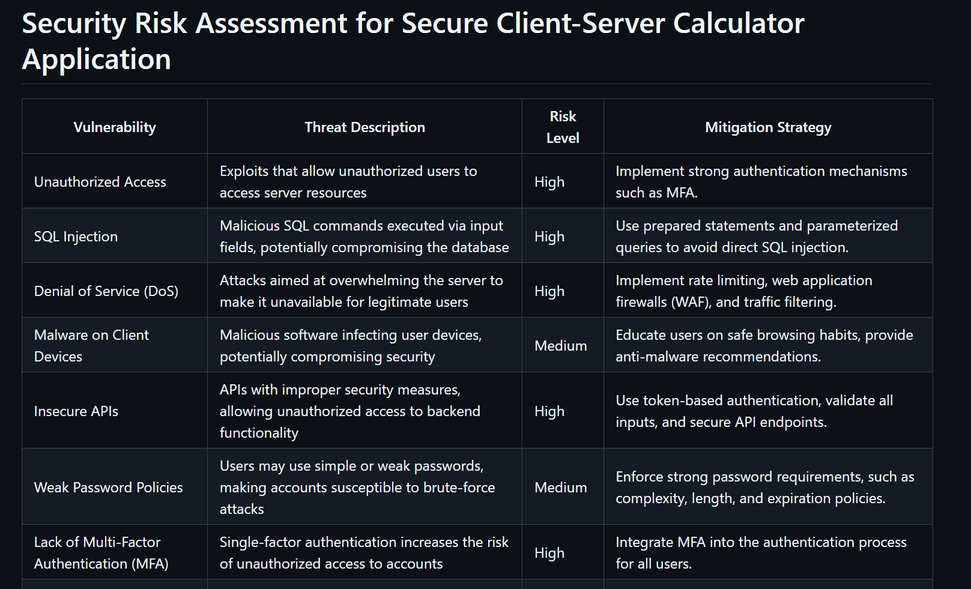 Security Risk Assessment for Secure Client-Server Calculator
Application
Vulnerability
Threat Description
Risk
Level
Mitigation Strategy
Unauthorized Access
Exploits that allow unauthorized users to
access server resources
High
Implement strong authentication mechanisms
such as MFA.
SQL Injection
Malicious SQL commands executed via input
fields, potentially compromising the database
High
Use prepared statements and parameterized
queries to avoid direct SQL injection.
Denial of Service (DoS)
Attacks aimed at overwhelming the server to
make it unavailable for legitimate users
High
Implement rate limiting, web application
firewalls (WAF), and traffic filtering.
Malware on Client
Devices
Malicious software infecting user devices,
potentially compromising security
Medium
Educate users on safe browsing habits, provide
anti-malware recommendations.
Insecure APIs
APIs with improper security measures,
allowing unauthorized access to backend
functionality
High
Use token-based authentication, validate all
inputs, and secure API endpoints.
Weak Password Policies
Users may use simple or weak passwords,
making accounts susceptible to brute-force
attacks
Medium
Enforce strong password requirements, such as
complexity, length, and expiration policies.
Lack of Multi-Factor
Authentication (MFA)
Single-factor authentication increases the risk
of unauthorized access to accounts
High
Integrate MFA into the authentication process
for all users.